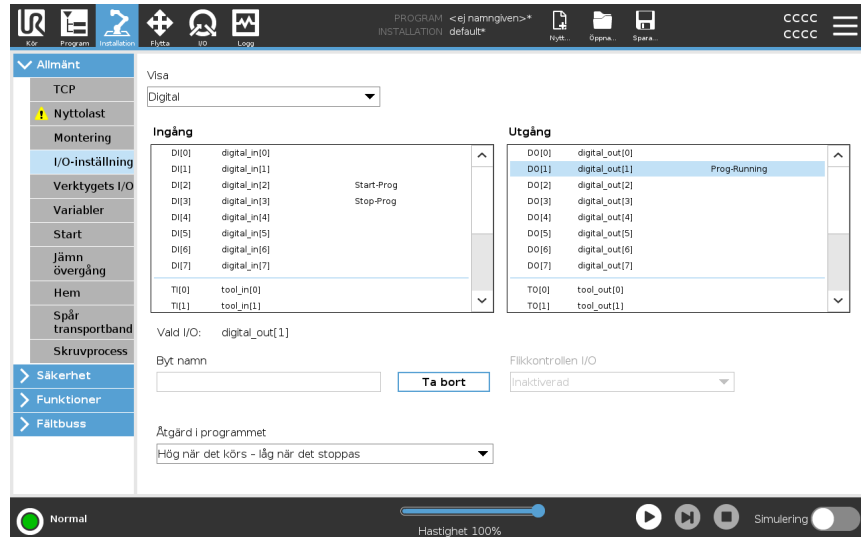 PROGRAM <ej namngiven>*
INSTALLATION default*
UR
Kör
Program
Installation
Flytta
I/O
Logg
Nytt...
Öppna...
Spara...
CCCC
CCCC
Allmänt
TCP
Nyttolast
Montering
I/O-inställning
Verktygets I/O
Variabler
Start
Jämn
övergång
Hem
Spår
transportband
Skruvprocess
Säkerhet
Funktioner
Fältbuss
Visa
Digital
Ingång
DI[0] digital_in[0]
DI[1] digital_in[1]
DI[2] digital_in[2] Start-Prog
DI[3] digital_in[3] Stop-Prog
DI[4] digital_in[4]
DI[5] digital_in[5]
DI[6] digital_in[6]
DI[7] digital_in[7]
TI[0] tool_in[0]
TI[1] tool_in[1]
Utgång
DO[0] digital_out[0]
DO[1] digital_out[1] Prog-Running
DO[2] digital_out[2]
DO[3] digital_out[3]
DO[4] digital_out[4]
DO[5] digital_out[5]
DO[6] digital_out[6]
DO[7] digital_out[7]
TO[0] tool_out[0]
TO[1] tool_out[1]
Vald I/O: digital_out[1]
Byt namn
Ta bort
Flikkontrollen I/O
Inaktiverad
Åtgärd i programmet
Hög när det körs - låg när det stoppas
Normal
Hastighet 100%
Simulering